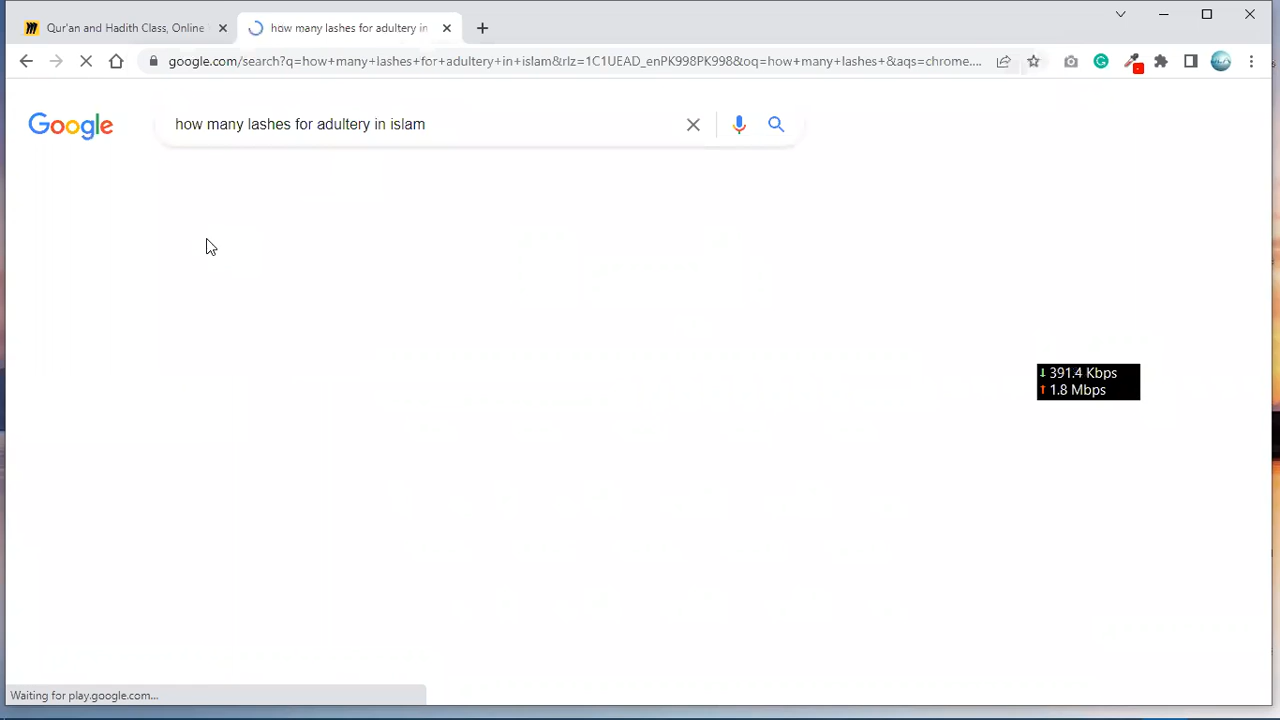 Qur'an and Hadith Class, Online
how many lashes for adultery in
google.com/search?q=how+many+lashes+for+adultery+in+islam&rlz=1C1UEAD_enPK998PK998&oq=how+many+lashes+&aqs=chrome....
Google
how many lashes for adultery in islam
↓ 391.4 Kbps
↑ 1.8 Mbps
Waiting for play.google.com...